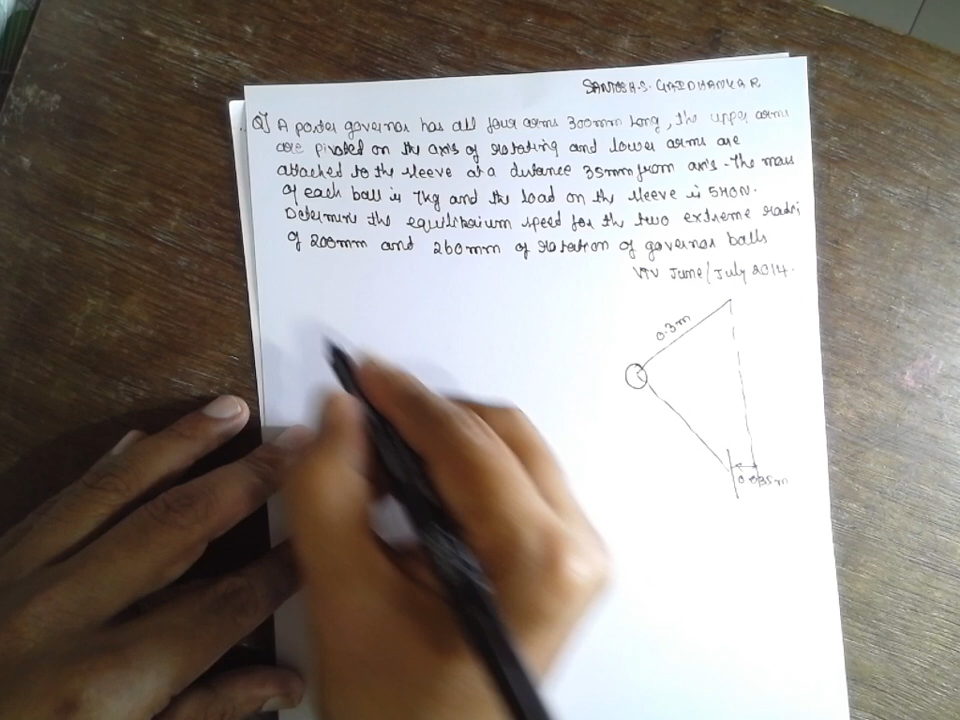 SANTOSH.S. GAIDHANKAR
Q] A porter governor has all four arms 300mm long, the upper arms
are pivoted on the axis of rotating and lower arms are
attached to the sleeve at a distance 35mm from axis. The mass
of each ball is 7kg and the load on the sleeve is 540N.
Determine the equilibrium speed for the two extreme radii
of 200mm and 260mm of rotation of governor balls
VTU June/July 2014.
0.3m
0.035m